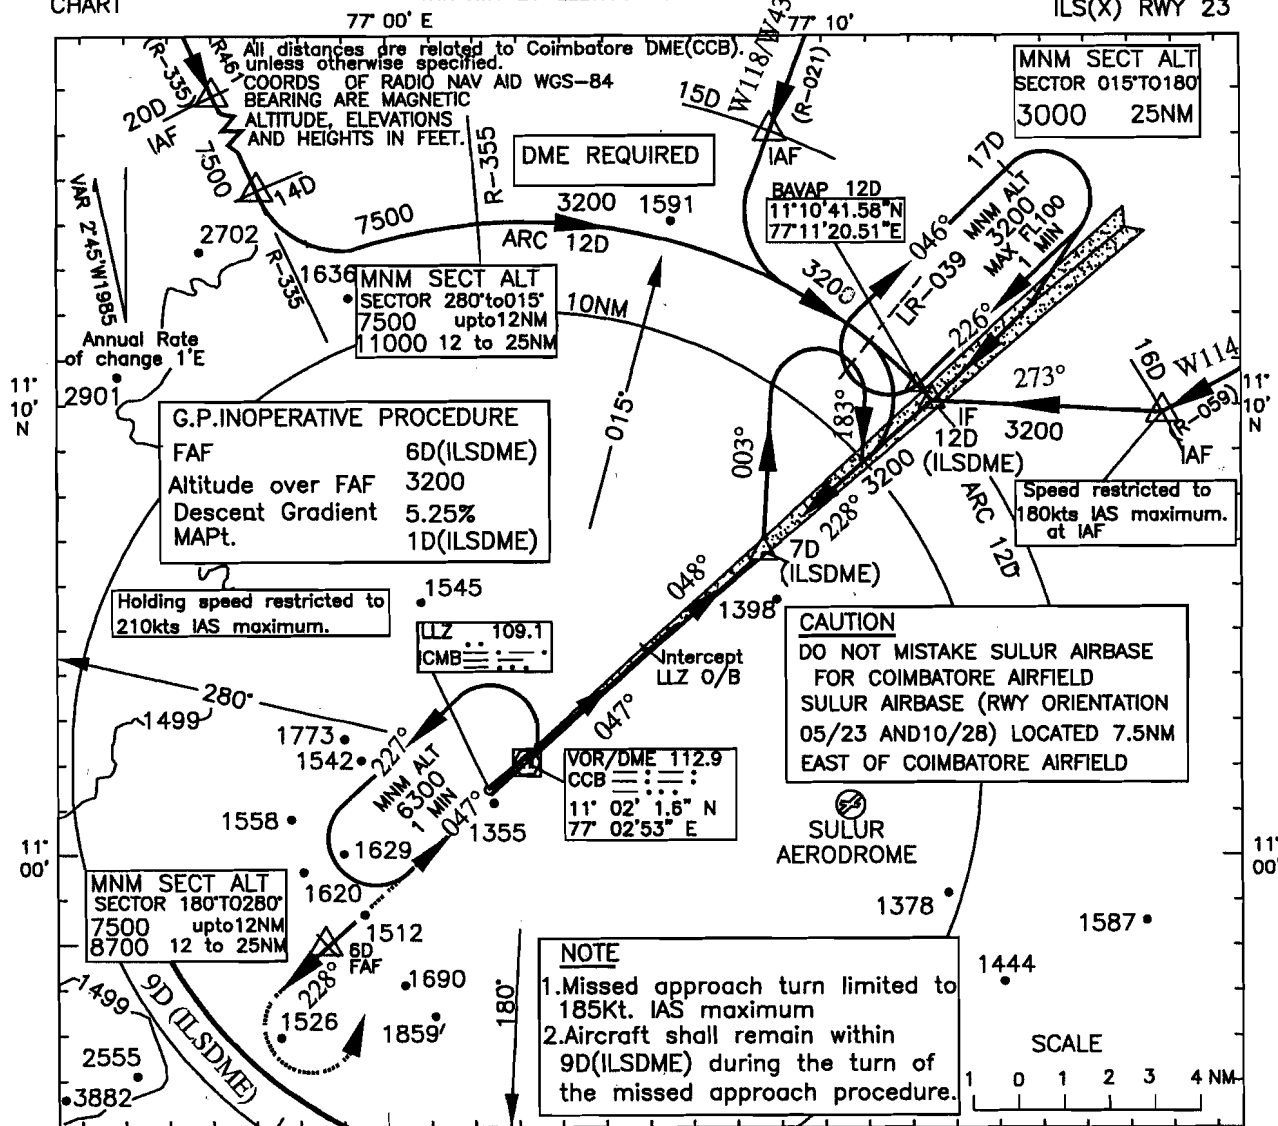 CHART
ILS(X) RWY 23
77° 00' E
77° 10'
All distances are related to Coimbatore DME(CCB).
unless otherwise specified.
COORDS OF RADIO NAV AID WGS-84
BEARING ARE MAGNETIC
ALTITUDE, ELEVATIONS
AND HEIGHTS IN FEET.
(R-335)
R461
20D
IAF
7500
14D
R-335
VAR 2°45'W1985
Annual Rate
of change 1'E
2702
1636
2901
R-355
DME REQUIRED
7500
3200
ARC
12D
1591
15D
W118/W43
(R-021)
IAF
MNM SECT ALT
SECTOR 015°TO180°
3000 25NM
BAVAP 12D
11°10'41.58"N
77°11'20.51"E
17D
046°
LR-039
MNM ALT
3200
MAX FL100
1 MIN
226°
3200
MNM SECT ALT
SECTOR 280°to015°
7500 upto12NM
11000 12 to 25NM
10NM
015°
11°
10'
N
11°
10'
N
G.P.INOPERATIVE PROCEDURE
FAF 6D(ILSDME)
Altitude over FAF 3200
Descent Gradient 5.25%
MAPt. 1D(ILSDME)
003°
183°
IF
12D
(ILSDME)
273°
3200
16D
W114
(R-059)
IAF
Speed restricted to
180kts IAS maximum.
at IAF
3200
228°
ARC 12D
7D
(ILSDME)
048°
1398
1545
Holding speed restricted to
210kts IAS maximum.
LLZ 109.1
ICMB
Intercept
LLZ O/B
CAUTION
DO NOT MISTAKE SULUR AIRBASE
FOR COIMBATORE AIRFIELD
SULUR AIRBASE (RWY ORIENTATION
05/23 AND10/28) LOCATED 7.5NM
EAST OF COIMBATORE AIRFIELD
280°
1499
1773
1542
227°
MNM ALT
6300
1 MIN
047°
047°
VOR/DME 112.9
CCB
11° 02' 1.6" N
77° 02'53" E
1355
1558
1629
1620
SULUR
AERODROME
11°
00'
11°
00'
MNM SECT ALT
SECTOR 180°TO280°
7500 upto12NM
8700 12 to 25NM
1512
6D
FAF
228°
1690
1526
1859
180°
1378
1587
1444
1499
9D (ILSDME)
2555
3882
NOTE
1.Missed approach turn limited to
185Kt. IAS maximum
2.Aircraft shall remain within
9D(ILSDME) during the turn of
the missed approach procedure.
SCALE
1 0 1 2 3 4 NM